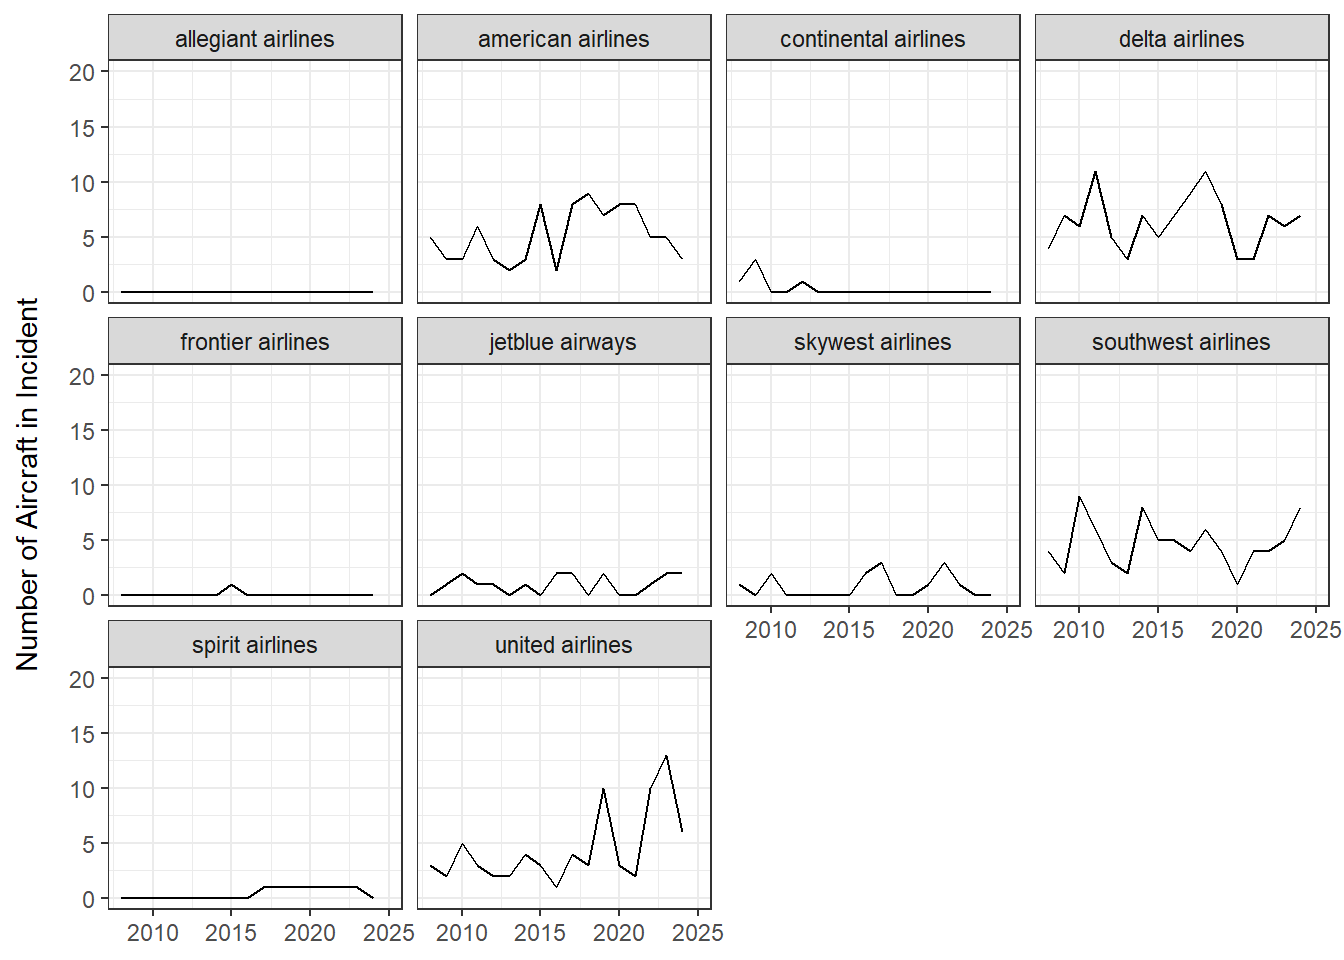 allegiant airlines
american airlines
continental airlines
delta airlines
20
15
10
5
0
frontier airlines
jetblue airways
skywest airlines
southwest airlines
20
15
10
5
0
2010 2015 2020 2025
2010 2015 2020 2025
spirit airlines
united airlines
20
15
10
5
0
2010 2015 2020 2025
2010 2015 2020 2025
Number of Aircraft in Incident